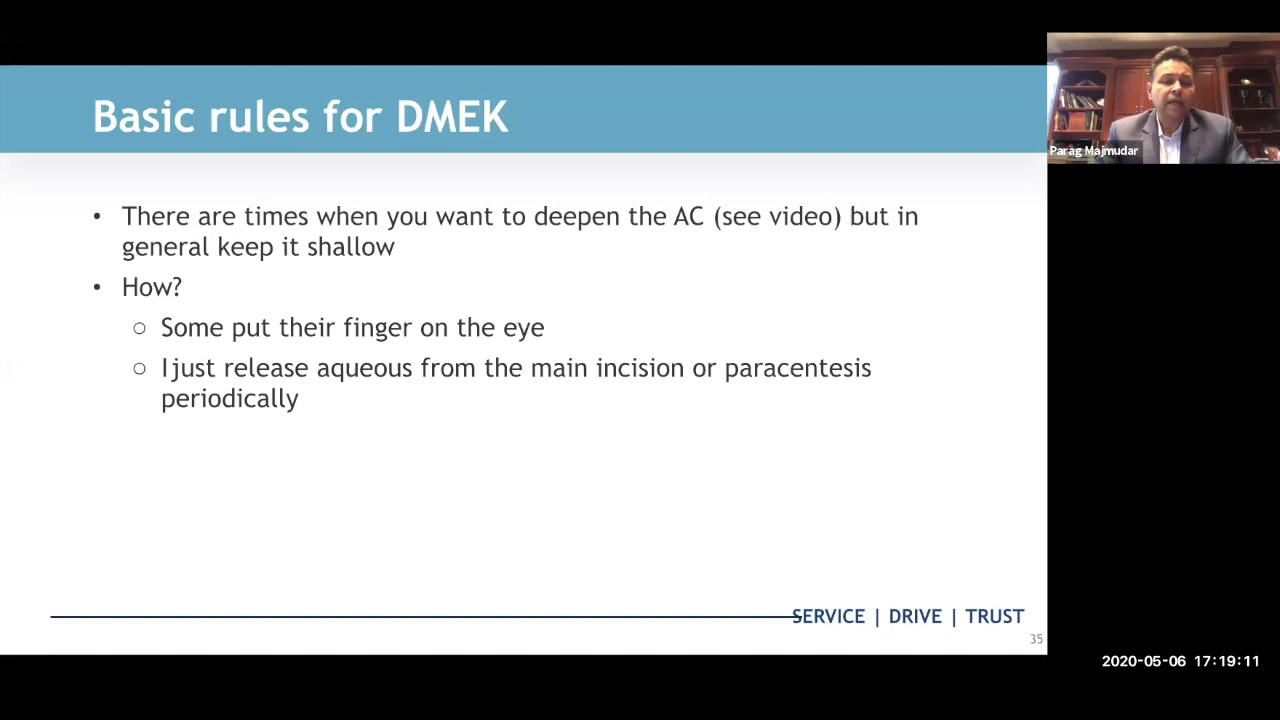 Basic rules for DMEK
Parag Majmudar
• There are times when you want to deepen the AC (see video) but in
general keep it shallow
• How?
○ Some put their finger on the eye
○ I just release aqueous from the main incision or paracentesis
periodically
SERVICE | DRIVE | TRUST
35
2020-05-06 17:19:11